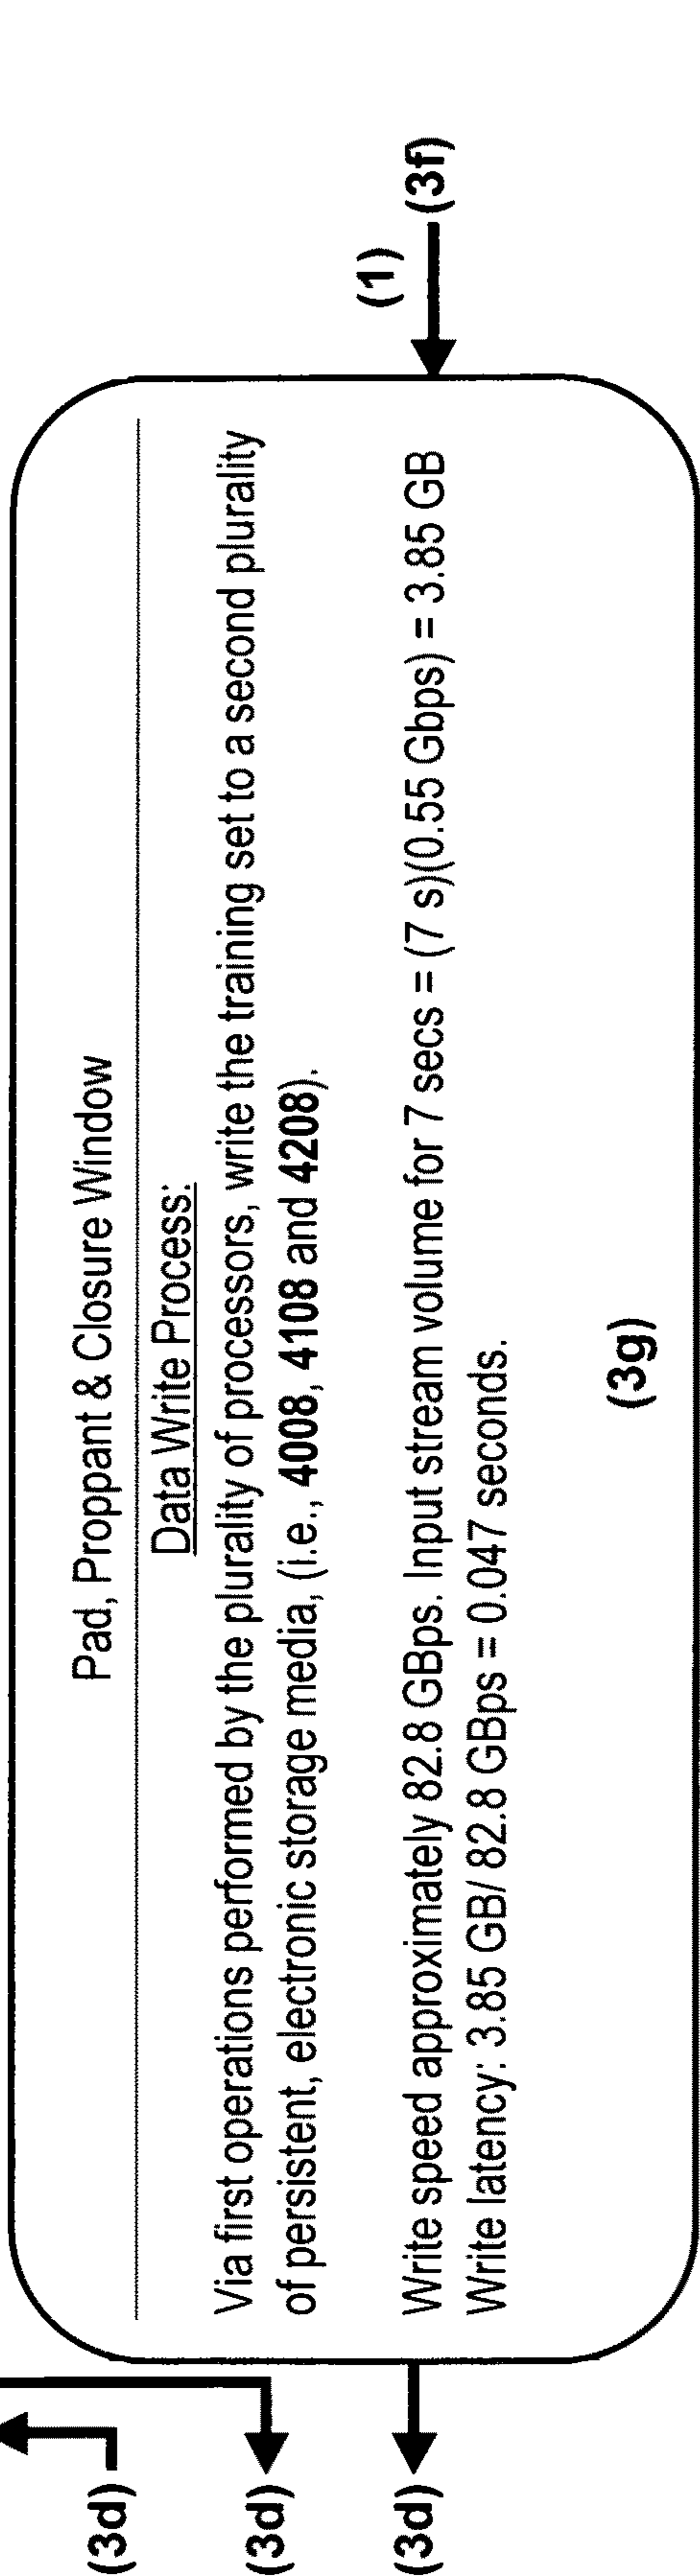 Pad, Proppant & Closure Window
Data Write Process:
Via first operations performed by the plurality of processors, write the training set to a second plurality
of persistent, electronic storage media, (i.e., 4008, 4108 and 4208).
Write speed approximately 82.8 GBps. Input stream volume for 7 secs = (7 s)(0.55 Gbps) = 3.85 GB
Write latency: 3.85 GB/ 82.8 GBps = 0.047 seconds.
(3g)
(1)
(3f)
(3d)
(3d)
(3d)